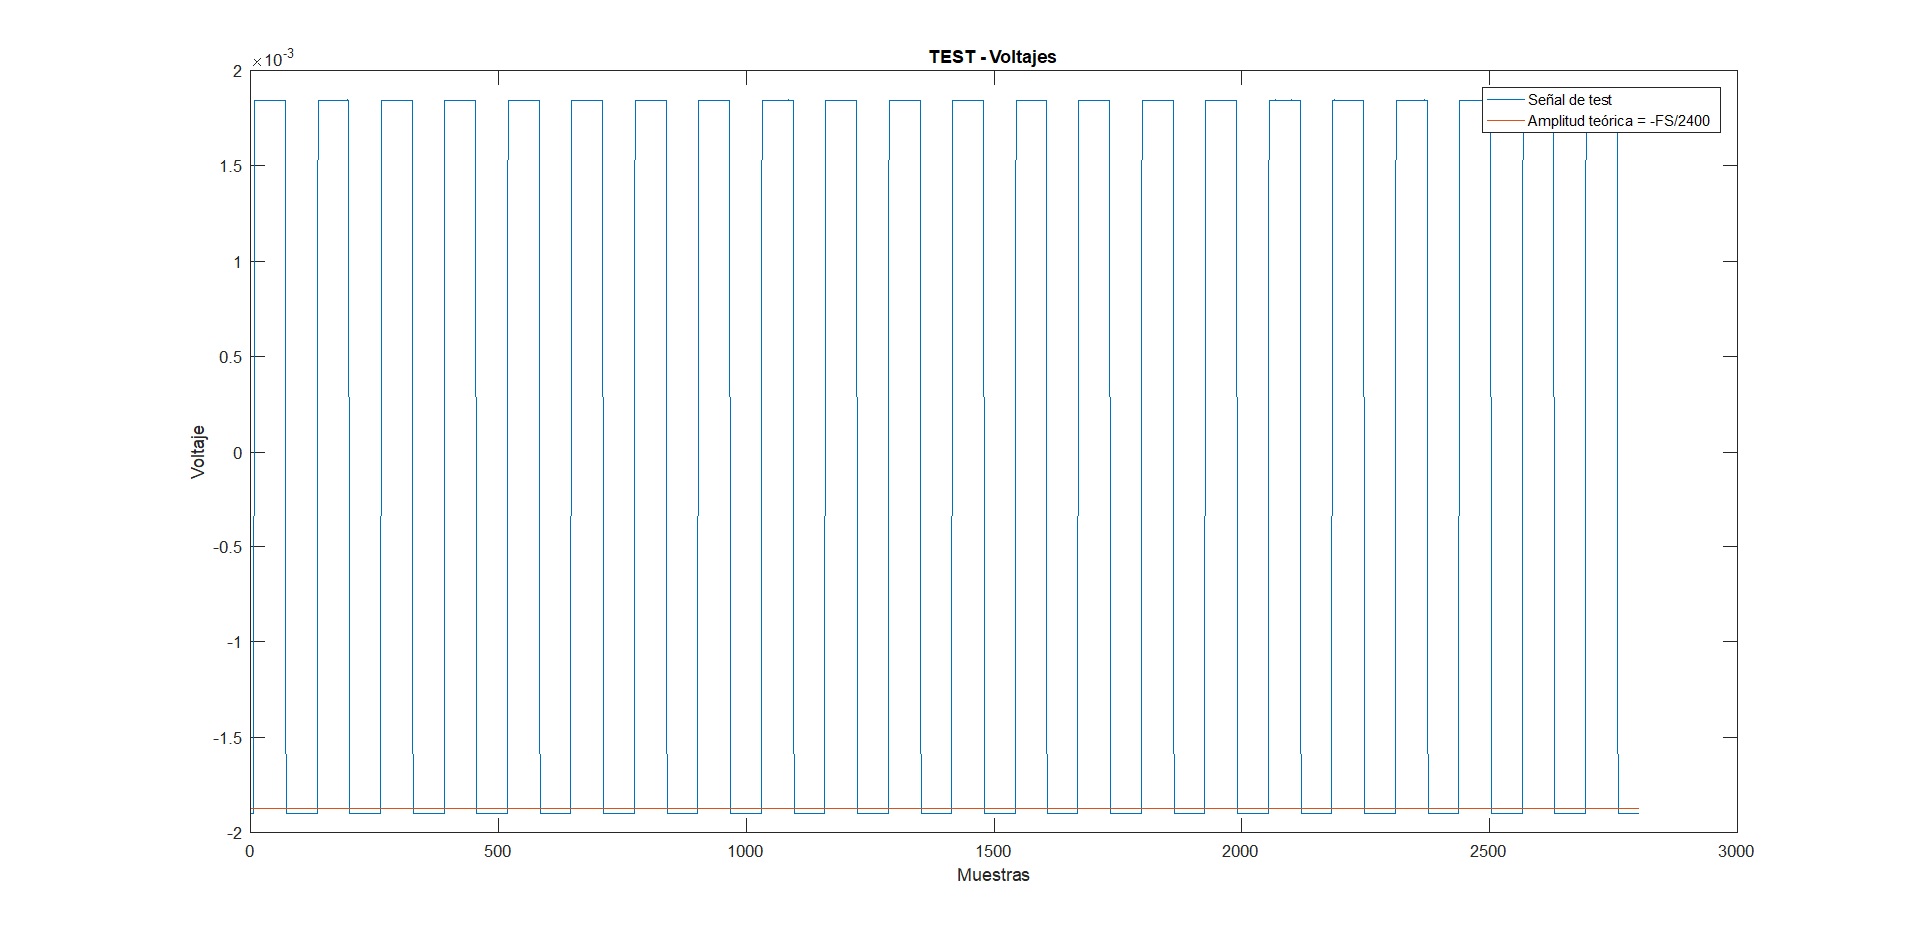 TEST - Voltajes
×10-3
2
1.5
1
0.5
0
-0.5
-1
-1.5
-2
Voltaje
Señal de test
Amplitud teórica = -FS/2400
0 500 1000 1500 2000 2500 3000
Muestras